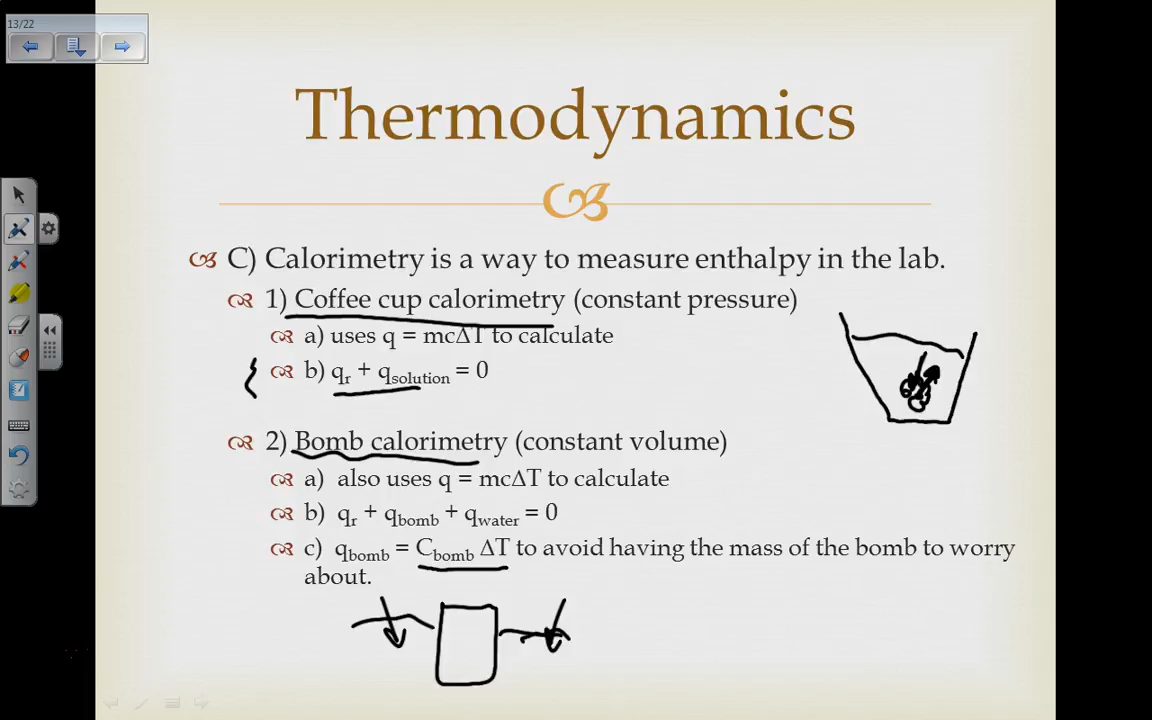 13/22
Thermodynamics
C) Calorimetry is a way to measure enthalpy in the lab.
1) Coffee cup calorimetry (constant pressure)
a) uses q = mcΔT to calculate
b) qr + qsolution = 0
2) Bomb calorimetry (constant volume)
a) also uses q = mcΔT to calculate
b) qr + qbomb + qwater = 0
c) qbomb = Cbomb ΔT to avoid having the mass of the bomb to worry
about.